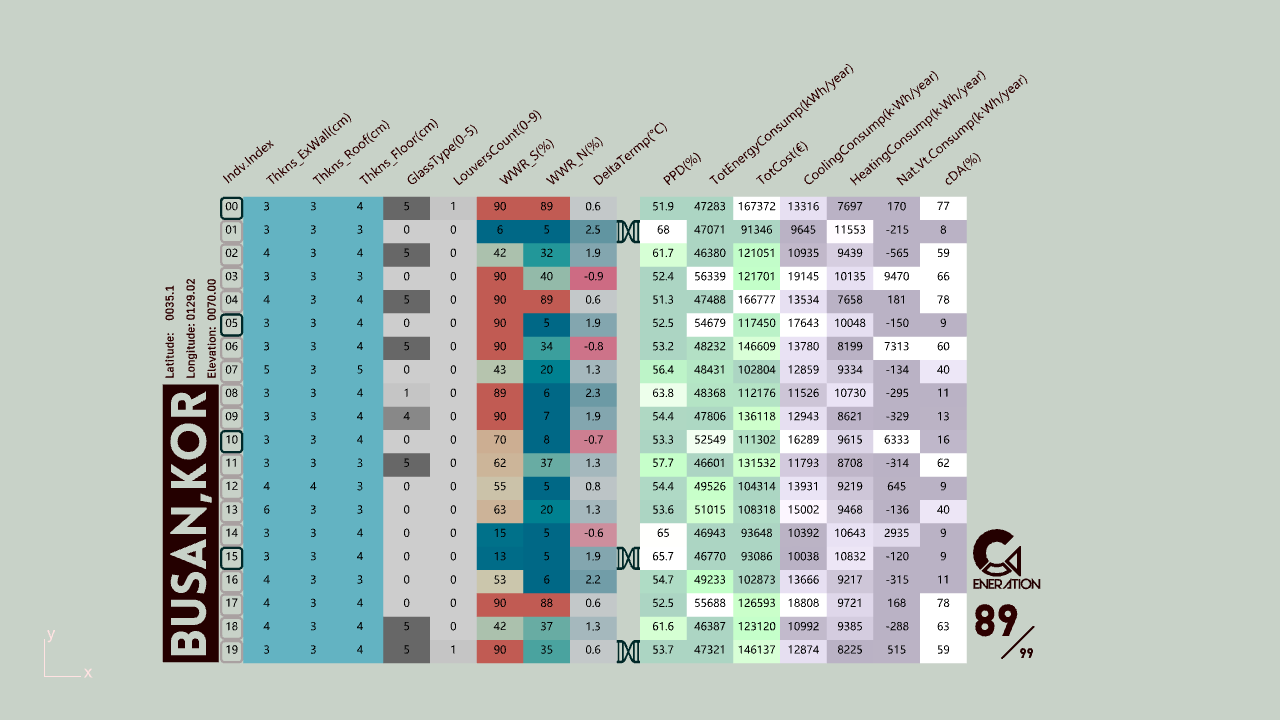 Indv.Index Thkns_ExWall(cm) Thkns_Roof(cm) Thkns_Floor(cm) GlassType(0-5) LouversCount(0-9) WWR_S(%) WWR_N(%) DeltaTermp(°C) PPD(%) TotEnergyConsump(kWh/year) TotCost(€) CoolingConsump(k·Wh/year) HeatingConsump(k·Wh/year) Nat.Vt.Consump(k·Wh/year) cDA(%)
00 3 3 4 5 1 90 89 0.6 51.9 47283 167372 13316 7697 170 77
01 3 3 3 0 0 6 5 2.5 68 47071 91346 9645 11553 -215 8
02 4 3 4 5 0 42 32 1.9 61.7 46380 121051 10935 9439 -565 59
03 3 3 3 0 0 90 40 -0.9 52.4 56339 121701 19145 10135 9470 66
04 4 3 4 5 0 90 89 0.6 51.3 47488 166777 13534 7658 181 78
05 3 3 4 0 0 90 5 1.9 52.5 54679 117450 17643 10048 -150 9
06 3 3 4 5 0 90 34 -0.8 53.2 48232 146609 13780 8199 7313 60
07 5 3 5 0 0 43 20 1.3 56.4 48431 102804 12859 9334 -134 40
08 3 3 4 1 0 89 6 2.3 63.8 48368 112176 11526 10730 -295 11
09 3 3 4 4 0 90 7 1.9 54.4 47806 136118 12943 8621 -329 13
10 3 3 4 0 0 70 8 -0.7 53.3 52549 111302 16289 9615 6333 16
11 3 3 3 5 0 62 37 1.3 57.7 46601 131532 11793 8708 -314 62
12 4 4 3 0 0 55 5 0.8 54.4 49526 104314 13931 9219 645 9
13 6 3 3 0 0 63 20 1.3 53.6 51015 108318 15002 9468 -136 40
14 3 3 4 0 0 15 5 -0.6 65 46943 93648 10392 10643 2935 9
15 3 3 4 0 0 13 5 1.9 65.7 46770 93086 10038 10832 -120 9
16 4 3 3 0 0 53 6 2.2 54.7 49233 102873 13666 9217 -315 11
17 4 3 4 0 0 90 88 0.6 52.5 55688 126593 18808 9721 168 78
18 4 3 4 5 0 42 37 1.3 61.6 46387 123120 10992 9385 -288 63
19 3 3 4 5 1 90 35 0.6 53.7 47321 146137 12874 8225 515 59
Latitude: 0035.1
Longitude: 0129.02
Elevation: 0070.00
BUSAN,KOR
G
ENERATION
89/99
y
x